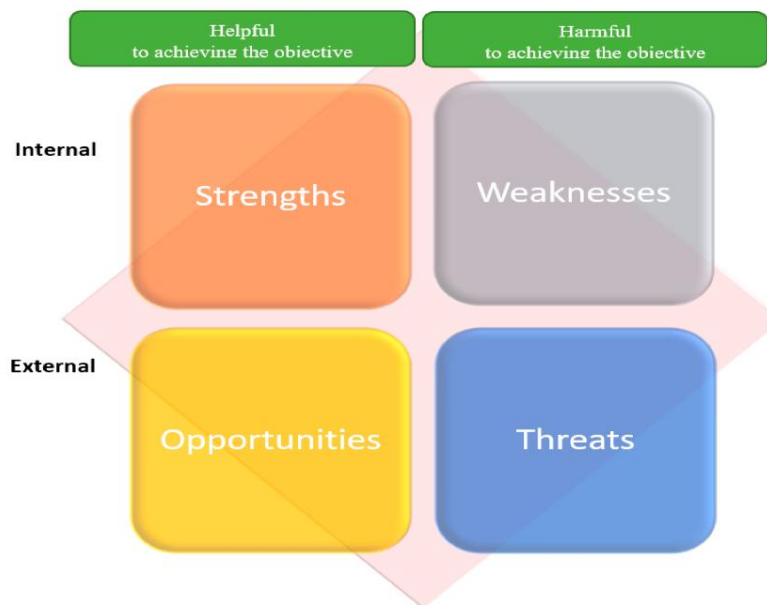 Helpful
to achieving the objective
Harmful
to achieving the objective
Internal
Strengths
Weaknesses
External
Opportunities
Threats